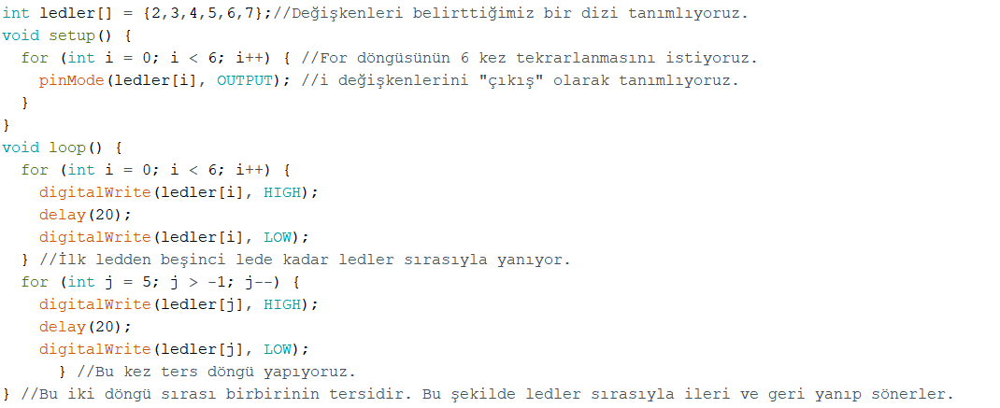 int ledler[] = {2,3,4,5,6,7};//Değişkenleri belirttiğimiz bir dizi tanımlıyoruz.
void setup() {
  for (int i = 0; i < 6; i++) { //For döngüsünün 6 kez tekrarlanmasını istiyoruz.
    pinMode(ledler[i], OUTPUT); //i değişkenlerini "çıkış" olarak tanımlıyoruz.
  }
}
void loop() {
  for (int i = 0; i < 6; i++) {
    digitalWrite(ledler[i], HIGH);
    delay(20);
    digitalWrite(ledler[i], LOW);
  } //İlk ledden beşinci lede kadar ledler sırasıyla yanıyor.
  for (int j = 5; j > -1; j--) {
    digitalWrite(ledler[j], HIGH);
    delay(20);
    digitalWrite(ledler[j], LOW);
      } //Bu kez ters döngü yapıyoruz.
} //Bu iki döngü sırası birbirinin tersidir. Bu şekilde ledler sırasıyla ileri ve geri yanıp sönerler.